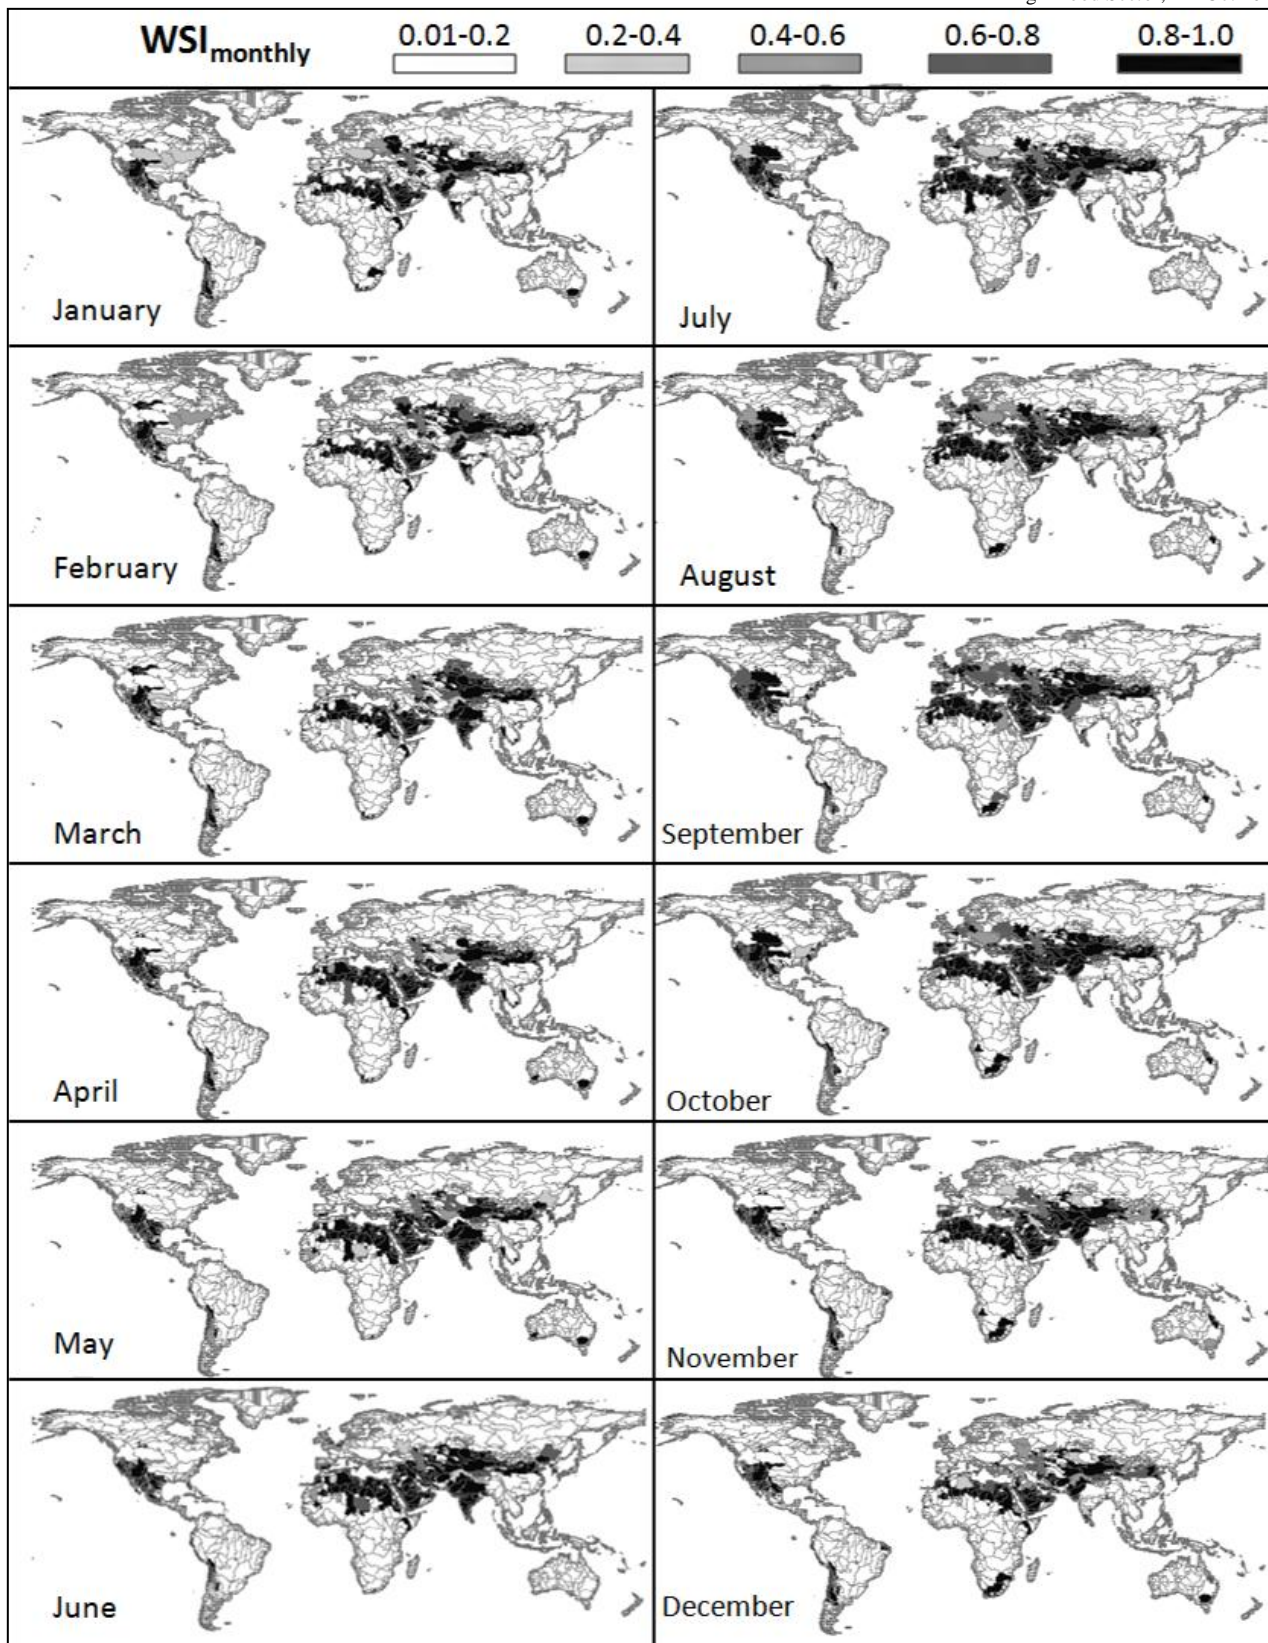 WSImonthly 0.01-0.2 0.2-0.4 0.4-0.6 0.6-0.8 0.8-1.0
January July
February August
March September
April October
May November
June December